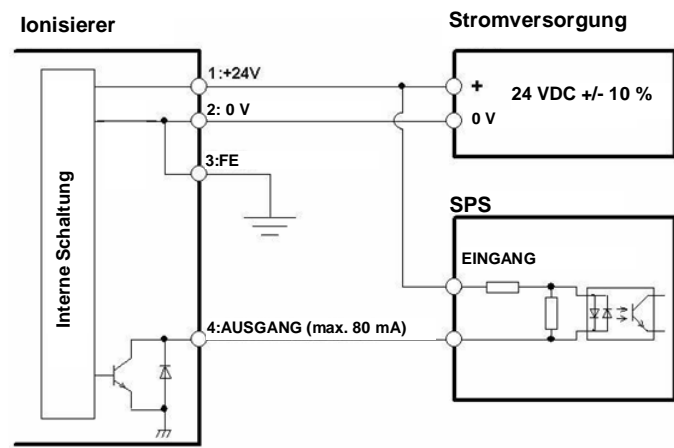 Ionisierer
Stromversorgung
1:+24V
+
24 VDC +/- 10 %
2: 0 V
0 V
3:FE
SPS
Interne Schaltung
EINGANG
4:AUSGANG (max. 80 mA)